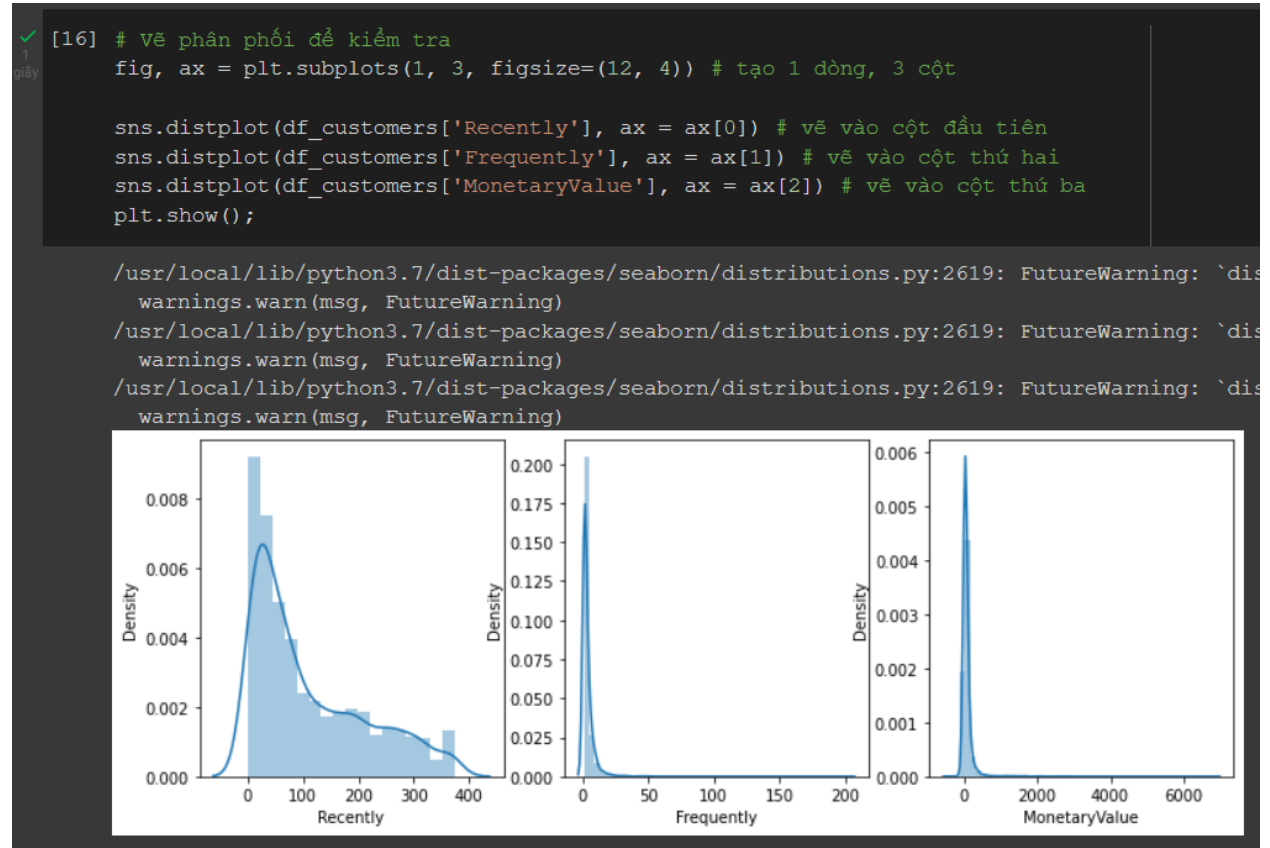 [16] # Vẽ phân phối để kiểm tra
1
giây
fig, ax = plt.subplots(1, 3, figsize=(12, 4)) # tạo 1 dòng, 3 cột
sns.distplot(df_customers['Recently'], ax = ax[0]) # vẽ vào cột đầu tiên
sns.distplot(df_customers['Frequently'], ax = ax[1]) # vẽ vào cột thứ hai
sns.distplot(df_customers['MonetaryValue'], ax = ax[2]) # vẽ vào cột thứ ba
plt.show();
/usr/local/lib/python3.7/dist-packages/seaborn/distributions.py:2619: FutureWarning: `dis
warnings.warn(msg, FutureWarning)
/usr/local/lib/python3.7/dist-packages/seaborn/distributions.py:2619: FutureWarning: `dis
warnings.warn(msg, FutureWarning)
/usr/local/lib/python3.7/dist-packages/seaborn/distributions.py:2619: FutureWarning: `dis
warnings.warn(msg, FutureWarning)
0.008
0.006
0.004
0.002
0.000
Density
0 100 200 300 400
Recently
0.200
0.175
0.150
0.125
0.100
0.075
0.050
0.025
0.000
Density
0 50 100 150 200
Frequently
0.006
0.005
0.004
0.003
0.002
0.001
0.000
Density
0 2000 4000 6000
MonetaryValue